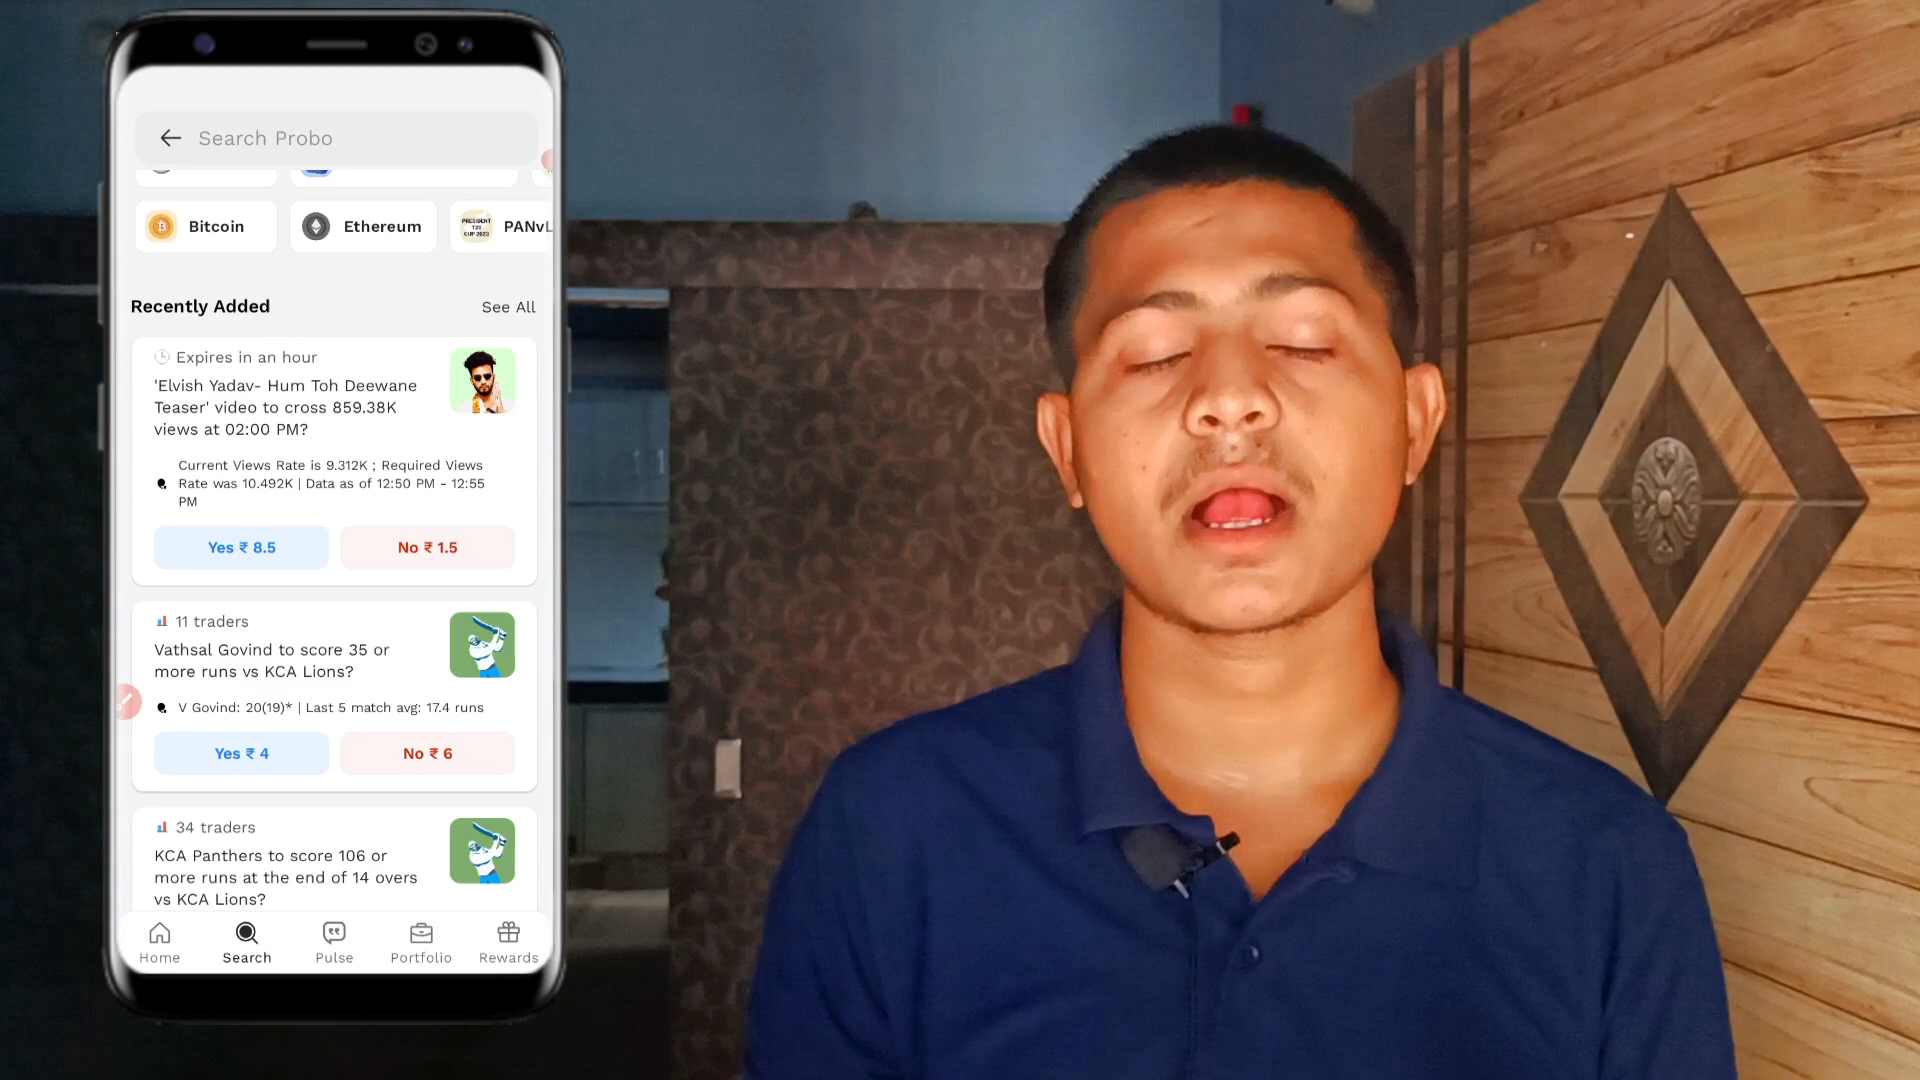 Search Probo
Bitcoin
Ethereum
PRESIDENT
T20
CUP 2023
PANvL
Recently Added
See All
Expires in an hour
'Elvish Yadav- Hum Toh Deewane
Teaser' video to cross 859.38K
views at 02:00 PM?
Current Views Rate is 9.312K ; Required Views
Rate was 10.492K | Data as of 12:50 PM - 12:55
PM
Yes ₹ 8.5
No ₹ 1.5
11 traders
Vathsal Govind to score 35 or
more runs vs KCA Lions?
V Govind: 20(19)* | Last 5 match avg: 17.4 runs
Yes ₹ 4
No ₹ 6
34 traders
KCA Panthers to score 106 or
more runs at the end of 14 overs
vs KCA Lions?
Home
Search
Pulse
Portfolio
Rewards